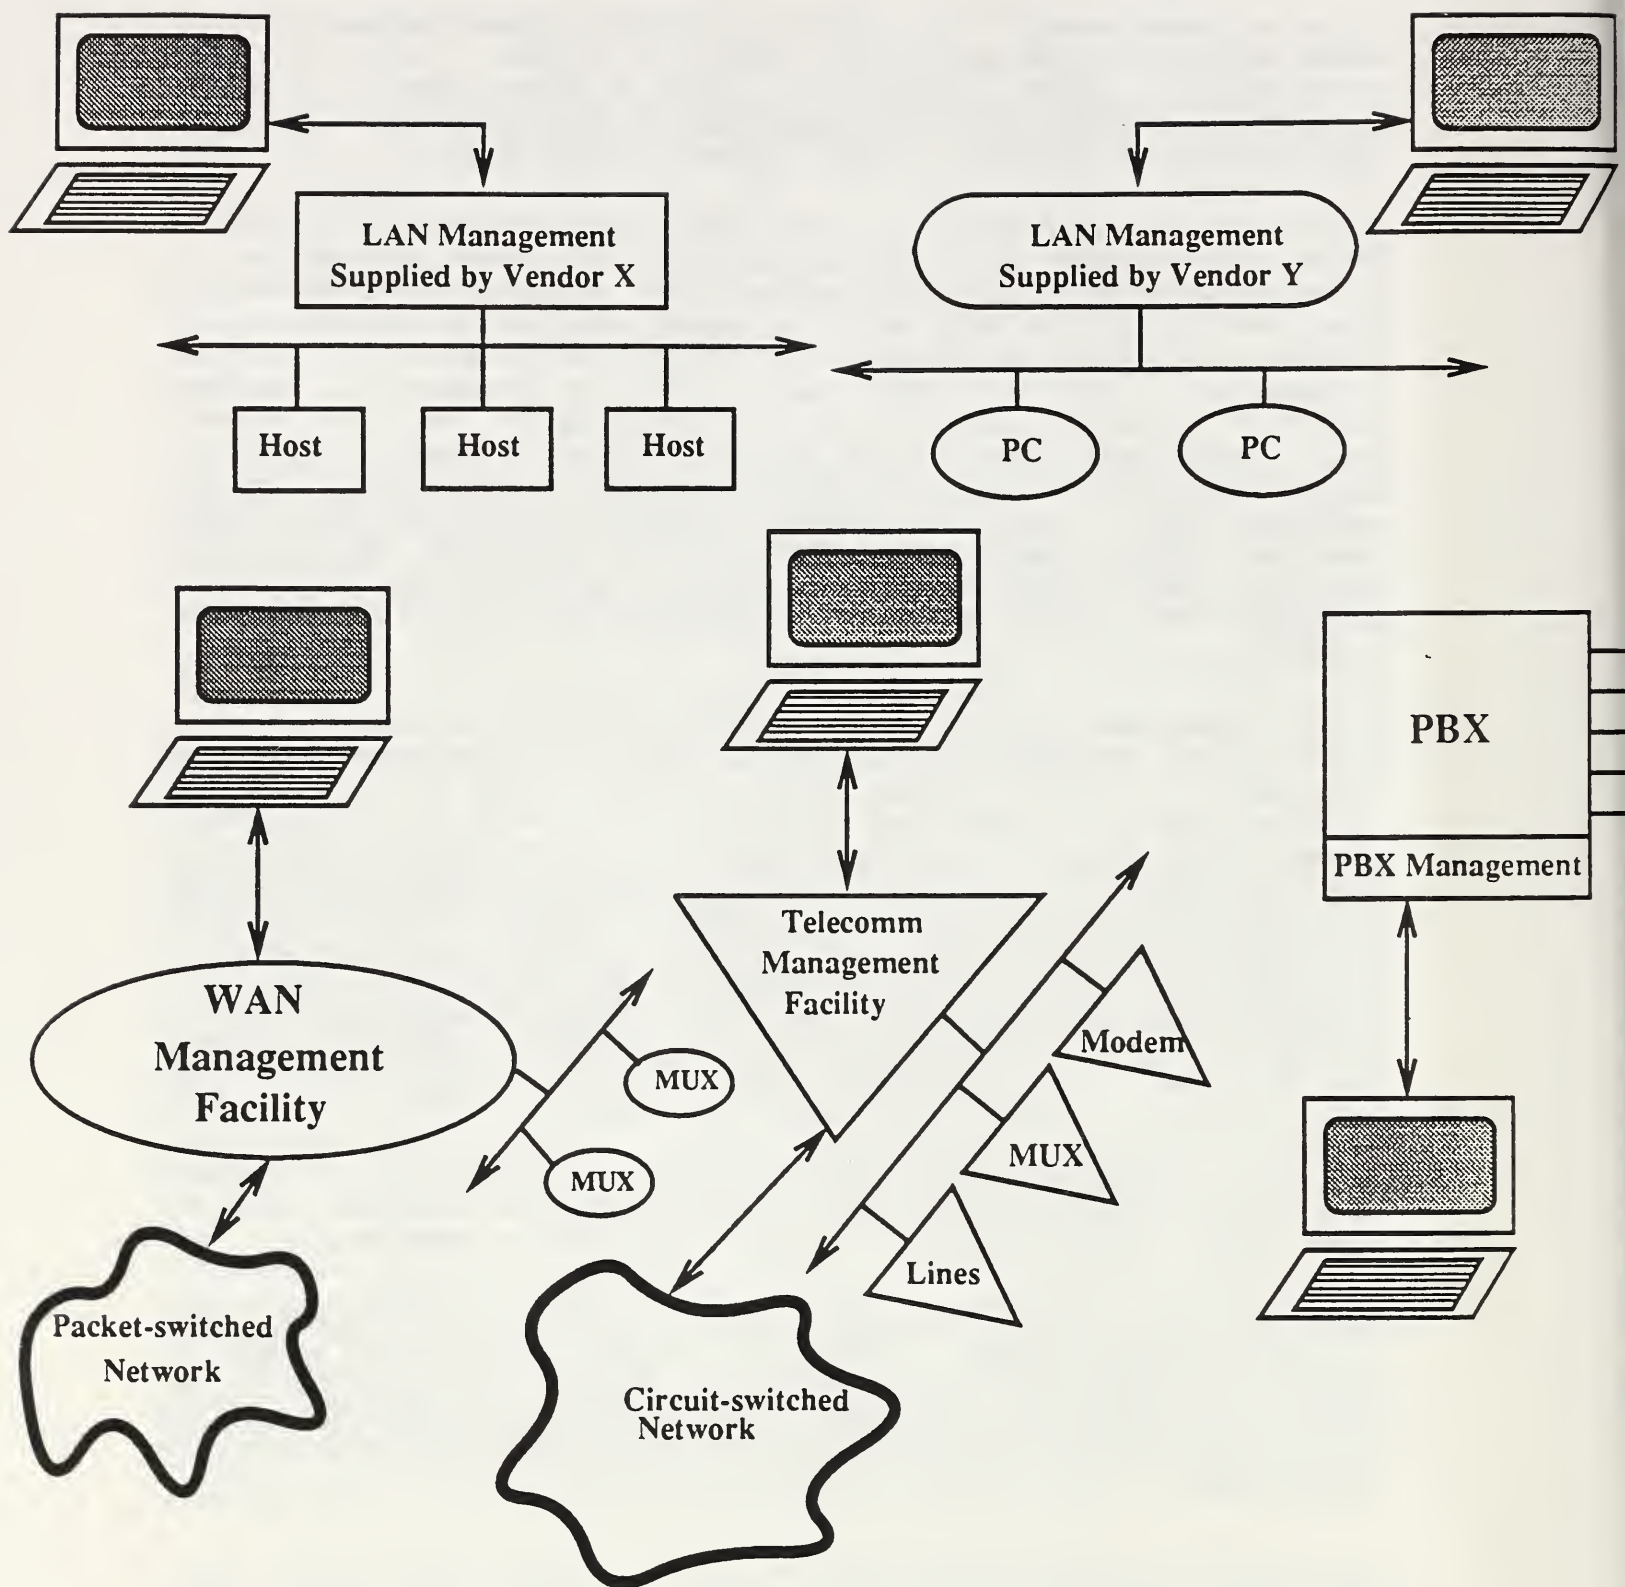 LAN Management
Supplied by Vendor X
LAN Management
Supplied by Vendor Y
Host
Host
Host
PC
PC
PBX
PBX Management
Telecomm
Management
Facility
WAN
Management
Facility
MUX
MUX
Modem
MUX
Lines
Packet-switched
Network
Circuit-switched
Network